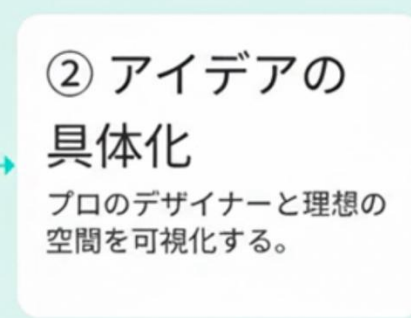 ② アイデアの
具体化
プロのデザイナーと理想の
空間を可視化する。